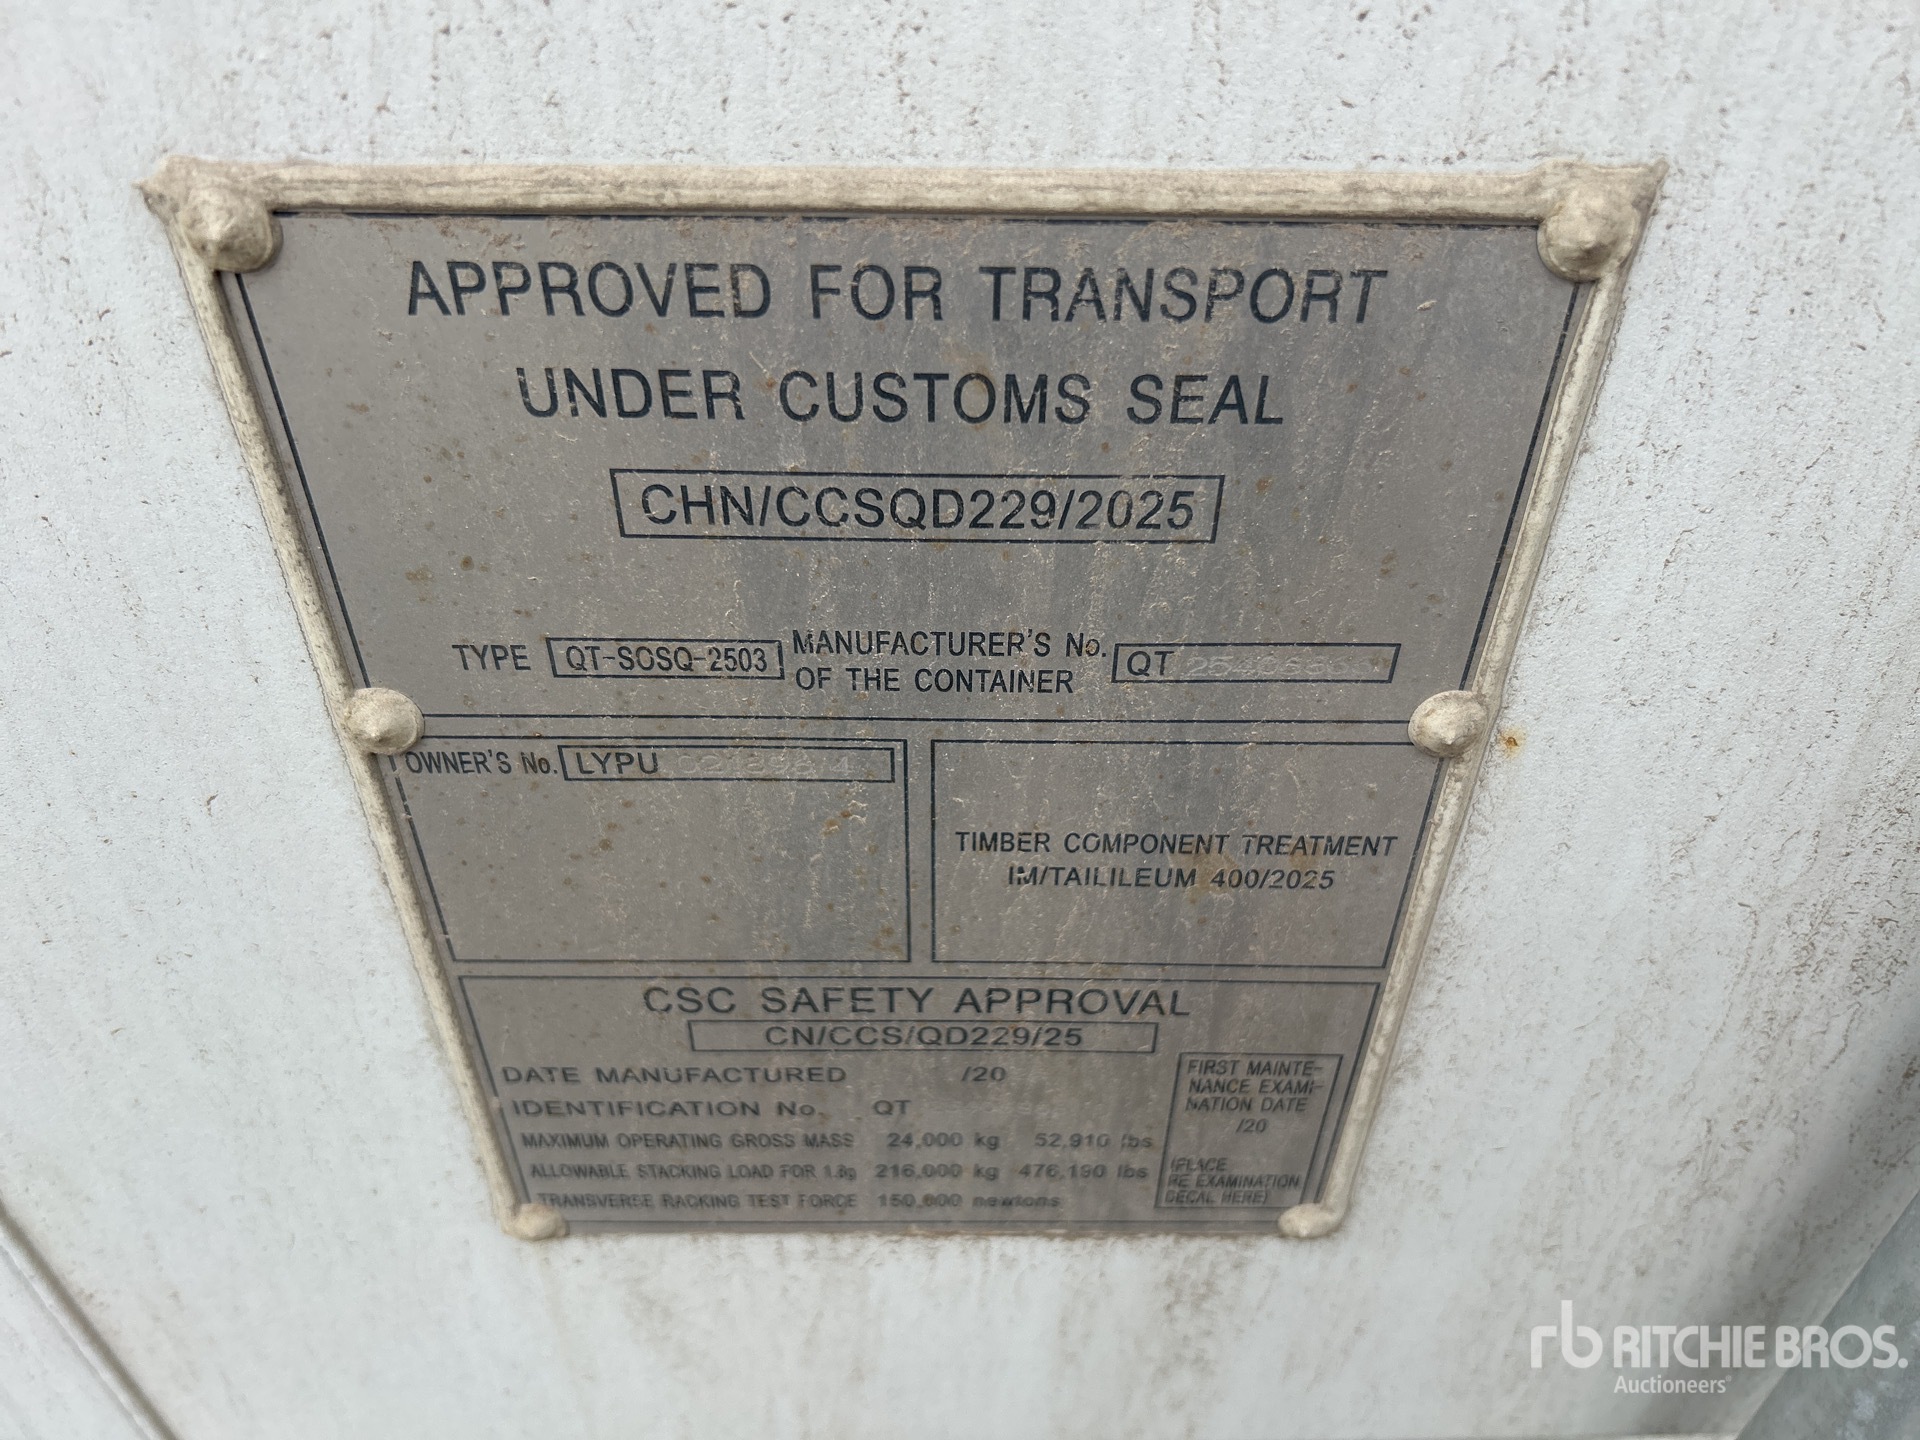 APPROVED FOR TRANSPORT
UNDER CUSTOMS SEAL
CHN/CCSQD229/2025
TYPE QT-SOSQ-2503 MANUFACTURER'S No. OF THE CONTAINER QT
OWNER'S No. LYPU
TIMBER COMPONENT TREATMENT
IM/TAILILEUM 400/2025
CSC SAFETY APPROVAL
CN/CCS/QD229/25
DATE MANUFACTURED /20
IDENTIFICATION No. QT
MAXIMUM OPERATING GROSS MASS 24,000 kg 52,910 lbs
ALLOWABLE STACKING LOAD FOR 1.8g 216,000 kg 476,190 lbs
TRANSVERSE RACKING TEST FORCE newtons
FIRST MAINTE-
NANCE EXAMI-
NATION DATE
/20
(PLACE
RE EXAMINATION
DECAL HERE)
rb RITCHIE BROS.
Auctioneers